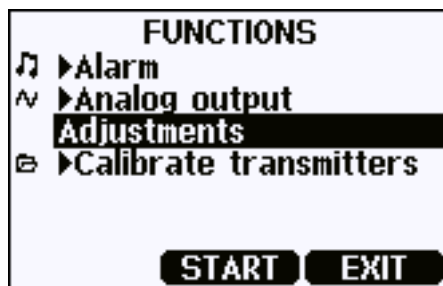 FUNCTIONS
Alarm
Analog output
Adjustments
Calibrate transmitters
START EXIT